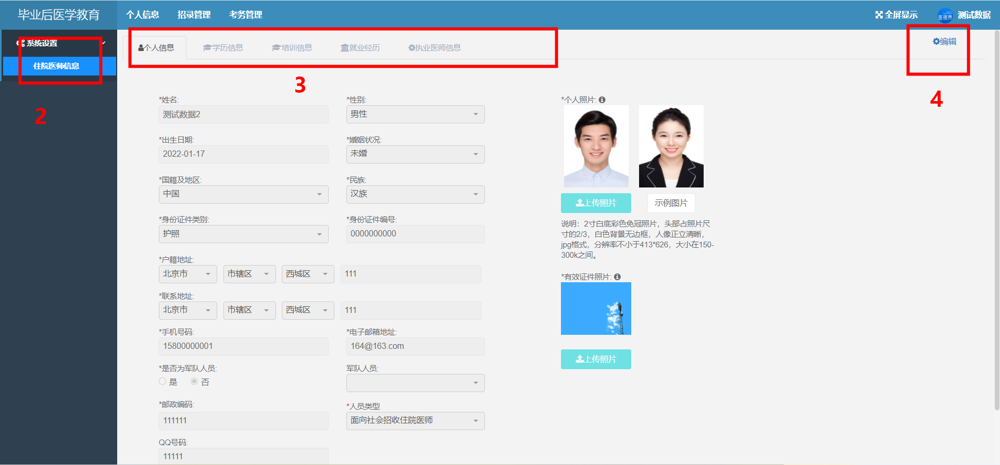 毕业后医学教育
个人信息 招录管理 考务管理 全屏显示 医视界 测试数据
系统设置
住院医师信息
2
个人信息 学历信息 培训信息 就业经历 执业医师信息
3
编辑
4
*姓名: *性别:
测试数据2 男性
*出生日期: *婚姻状况:
2022-01-17 未婚
*国籍及地区: *民族:
中国 汉族
*身份证件类别: *身份证件编号:
护照 0000000000
*户籍地址:
北京市 市辖区 西城区 111
*联系地址:
北京市 市辖区 西城区 111
*手机号码: *电子邮箱地址:
15800000001 164@163.com
*是否为军队人员: 军队人员:
是 否
*邮政编码: *人员类型
111111 面向社会招收住院医师
QQ号码:
11111
*个人照片:
上传照片 示例图片
说明：2寸白底彩色免冠照片，头部占照片尺
寸的2/3，白色背景无边框，人像正立清晰，
jpg格式，分辨率不小于413*626，大小在150-
300k之间。
*有效证件照片:
上传照片